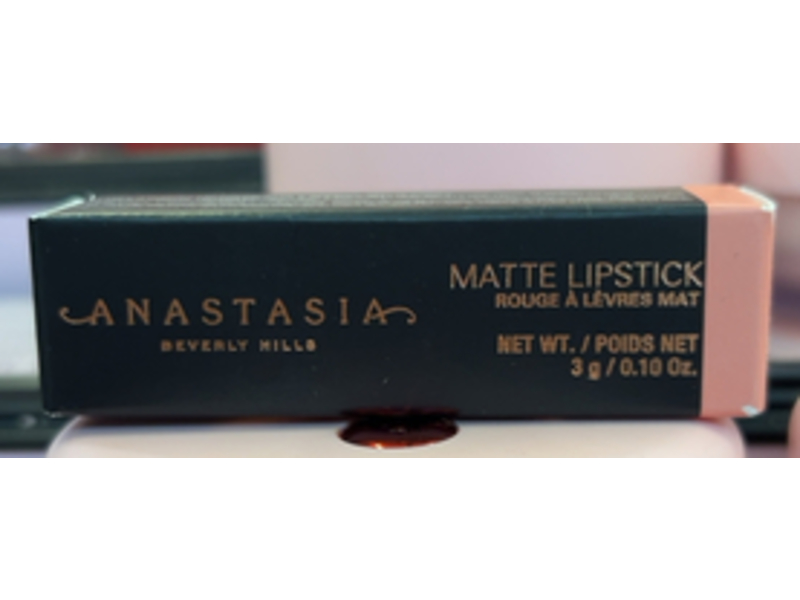 ANASTASIA
BEVERLY HILLS
MATTE LIPSTICK
ROUGE À LÈVRES MAT
NET WT. / POIDS NET
3 g / 0.10 Oz.